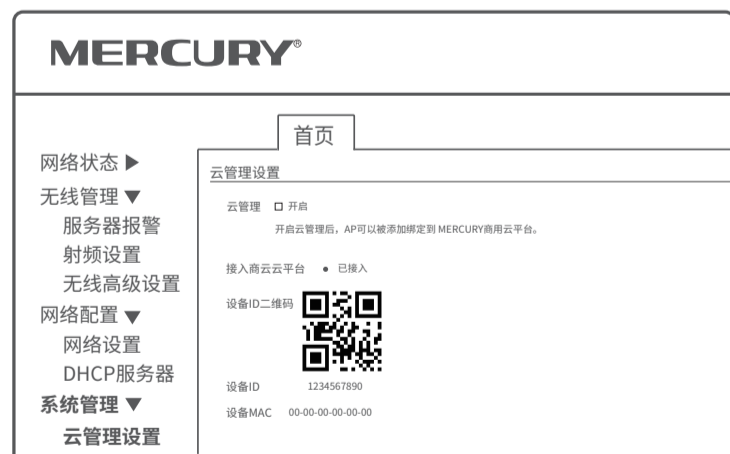 MERCURY®
首页
网络状态 ▶
无线管理 ▼
服务器报警
射频设置
无线高级设置
网络配置 ▼
网络设置
DHCP服务器
系统管理 ▼
云管理设置
云管理设置
云管理 开启
开启云管理后，AP可以被添加绑定到 MERCURY商用云平台。
接入商云云平台 ● 已接入
设备ID二维码
设备ID 1234567890
设备MAC 00-00-00-00-00-00